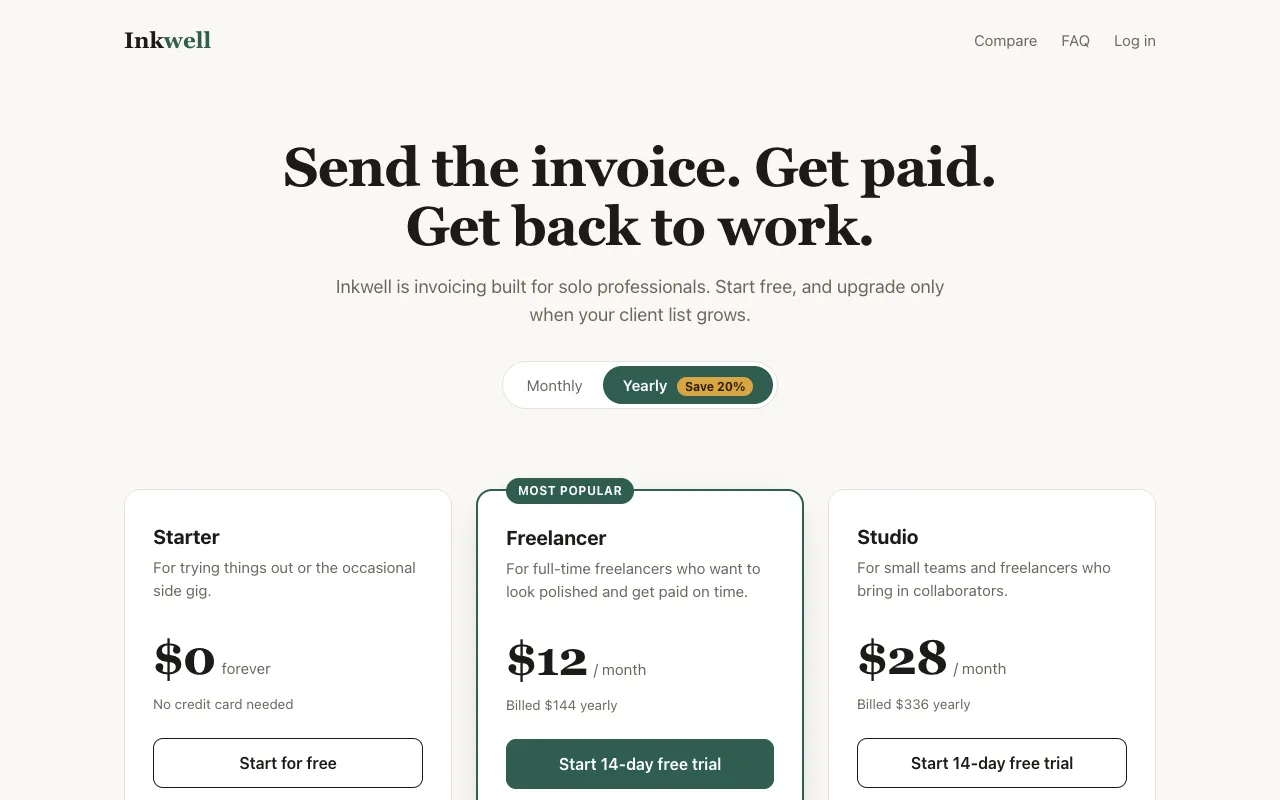 Inkwell
Compare
FAQ
Log in
Send the invoice. Get paid.
Get back to work.
Inkwell is invoicing built for solo professionals. Start free, and upgrade only
when your client list grows.
Monthly
Yearly
Save 20%
Starter
For trying things out or the occasional
side gig.
$0 forever
No credit card needed
Start for free
MOST POPULAR
Freelancer
For full-time freelancers who want to
look polished and get paid on time.
$12 / month
Billed $144 yearly
Start 14-day free trial
Studio
For small teams and freelancers who
bring in collaborators.
$28 / month
Billed $336 yearly
Start 14-day free trial